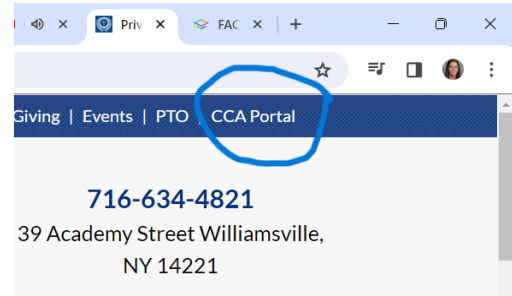 Priv
FAC
Giving | Events | PTO | CCA Portal
716-634-4821
39 Academy Street Williamsville,
NY 14221